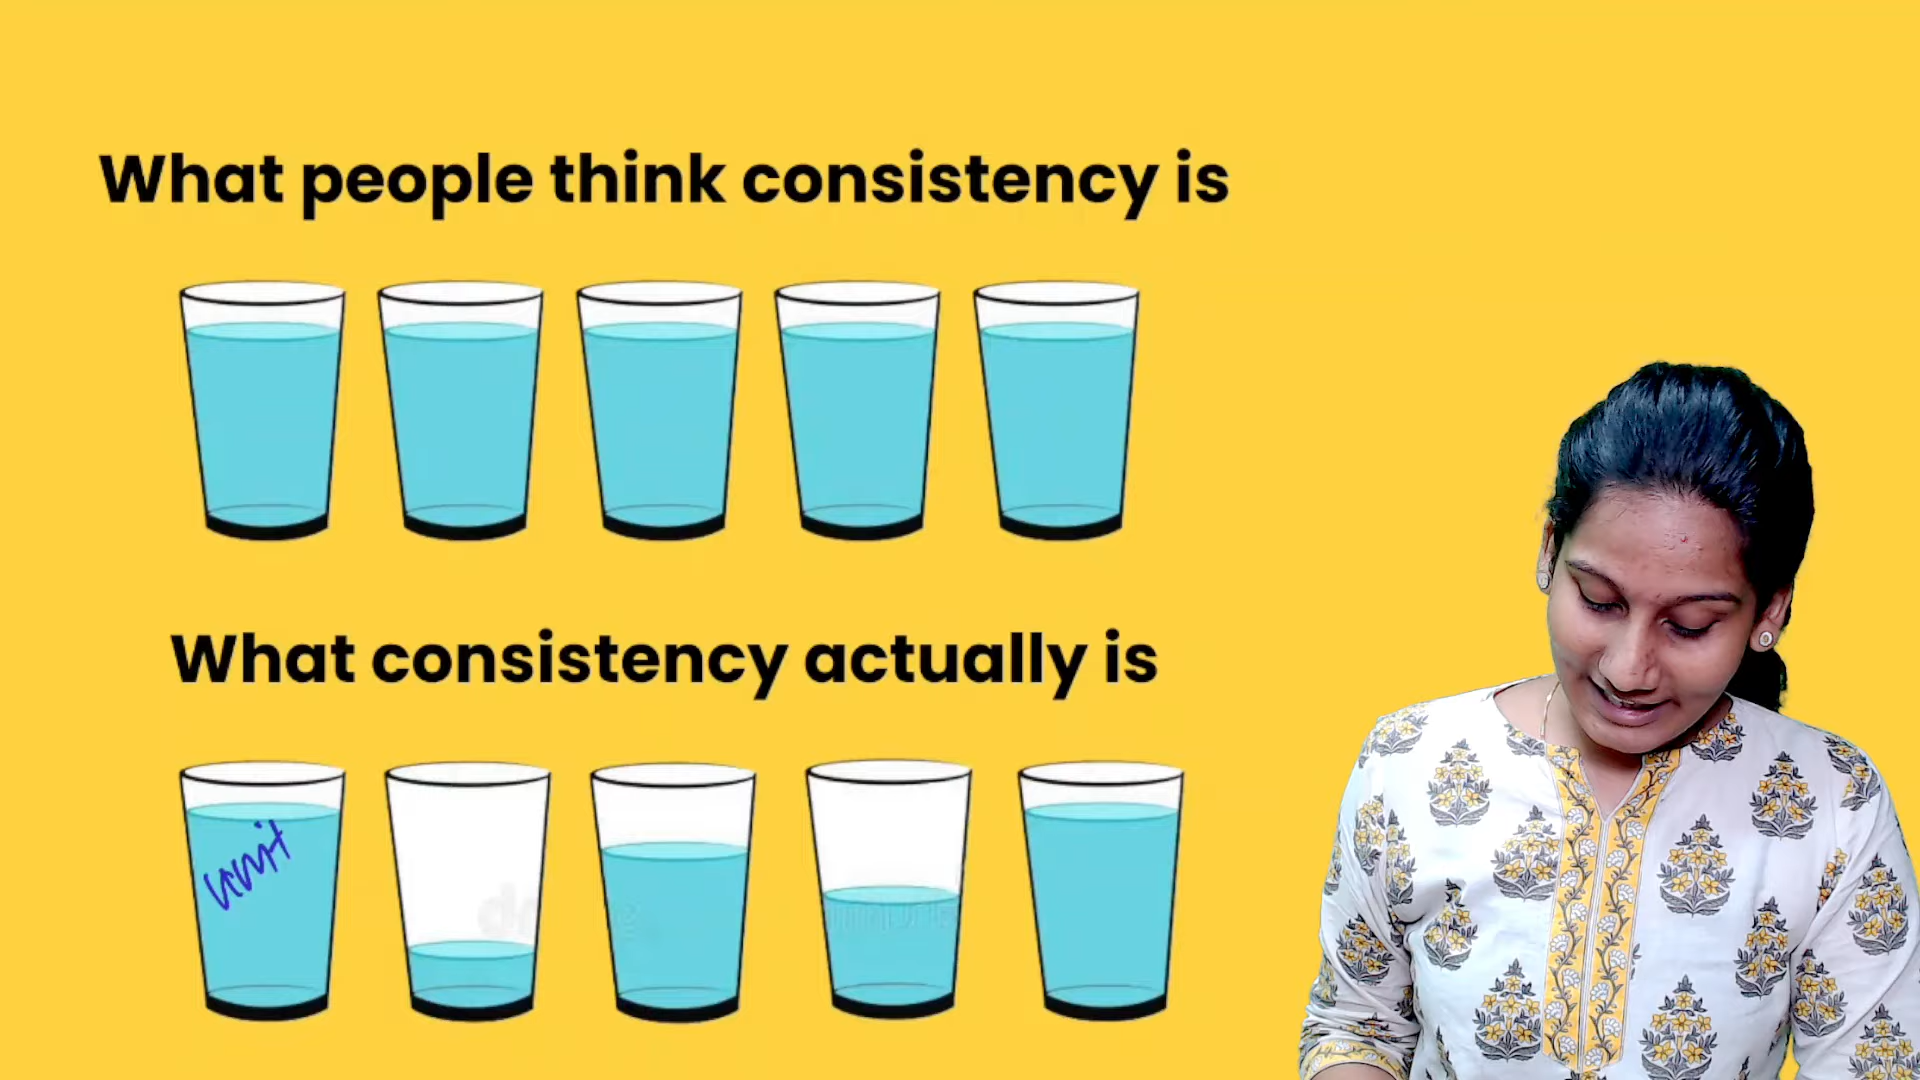 What people think consistency is
What consistency actually is
unit